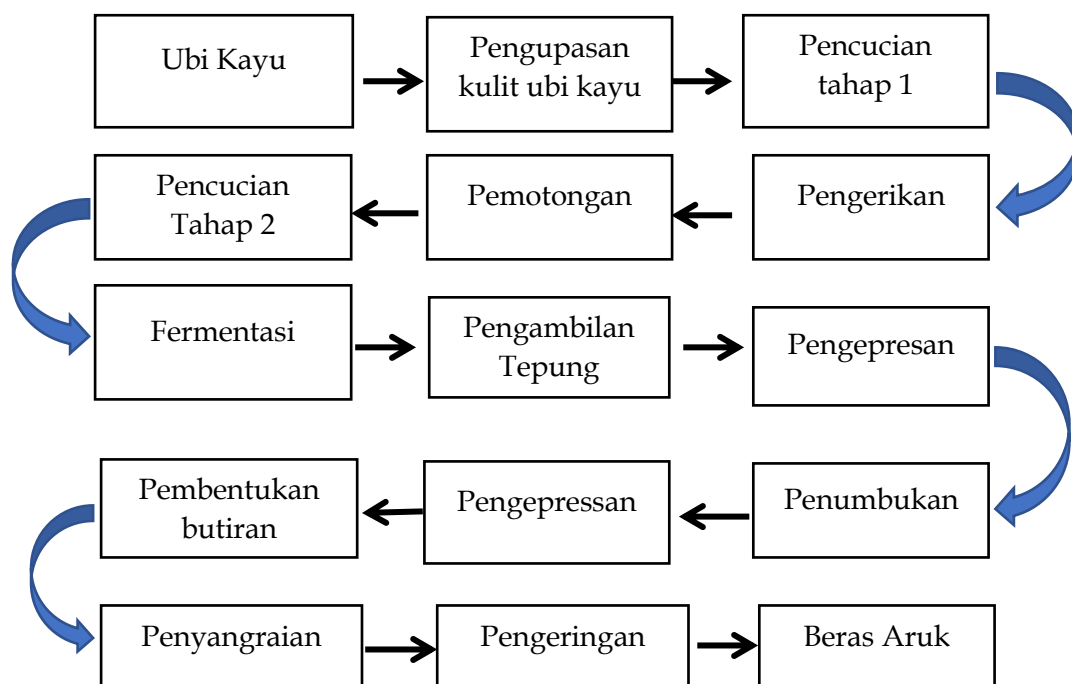 Ubi Kayu
Pengupasan
kulit ubi kayu
Pencucian
tahap 1
Pengerikan
Pemotongan
Pencucian
Tahap 2
Fermentasi
Pengambilan
Tepung
Pengepresan
Penumbukan
Pengepressan
Pembentukan
butiran
Penyangraian
Pengeringan
Beras Aruk